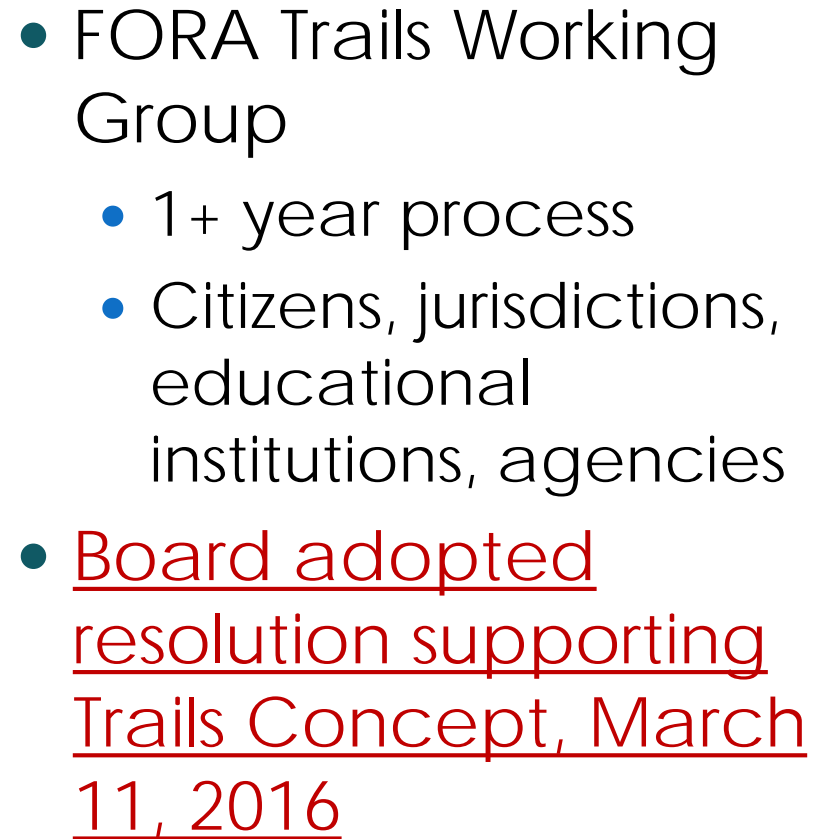 • FORA Trails Working
Group
• 1+ year process
• Citizens, jurisdictions,
educational
institutions, agencies
• Board adopted
resolution supporting
Trails Concept, March
11, 2016